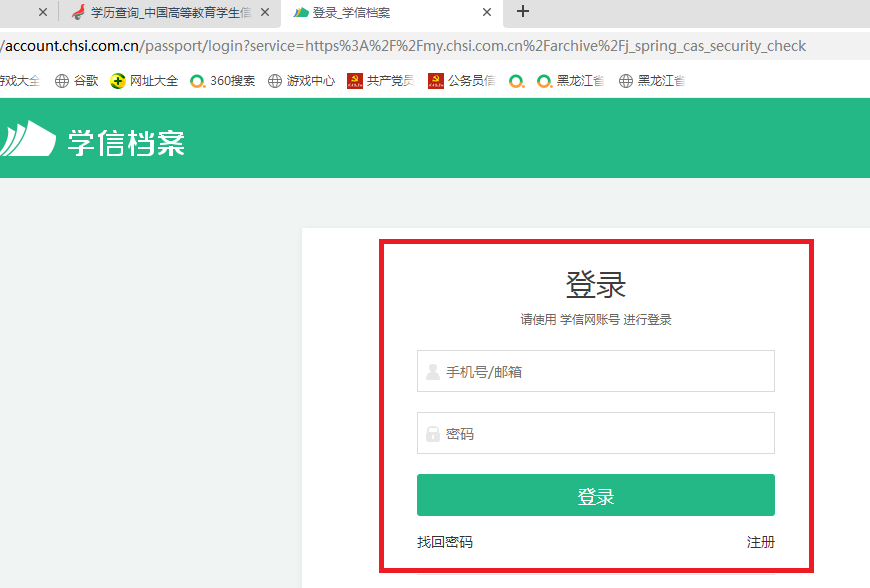 学历查询_中国高等教育学生信
登录_学信档案
/account.chsi.com.cn/passport/login?service=https%3A%2F%2Fmy.chsi.com.cn%2Farchive%2Fj_spring_cas_security_check
游戏大全 谷歌 网址大全 360搜索 游戏中心 共产党员 公务员信 黑龙江省 黑龙江省
学信档案
登录
请使用 学信网账号 进行登录
手机号/邮箱
密码
登录
找回密码 注册